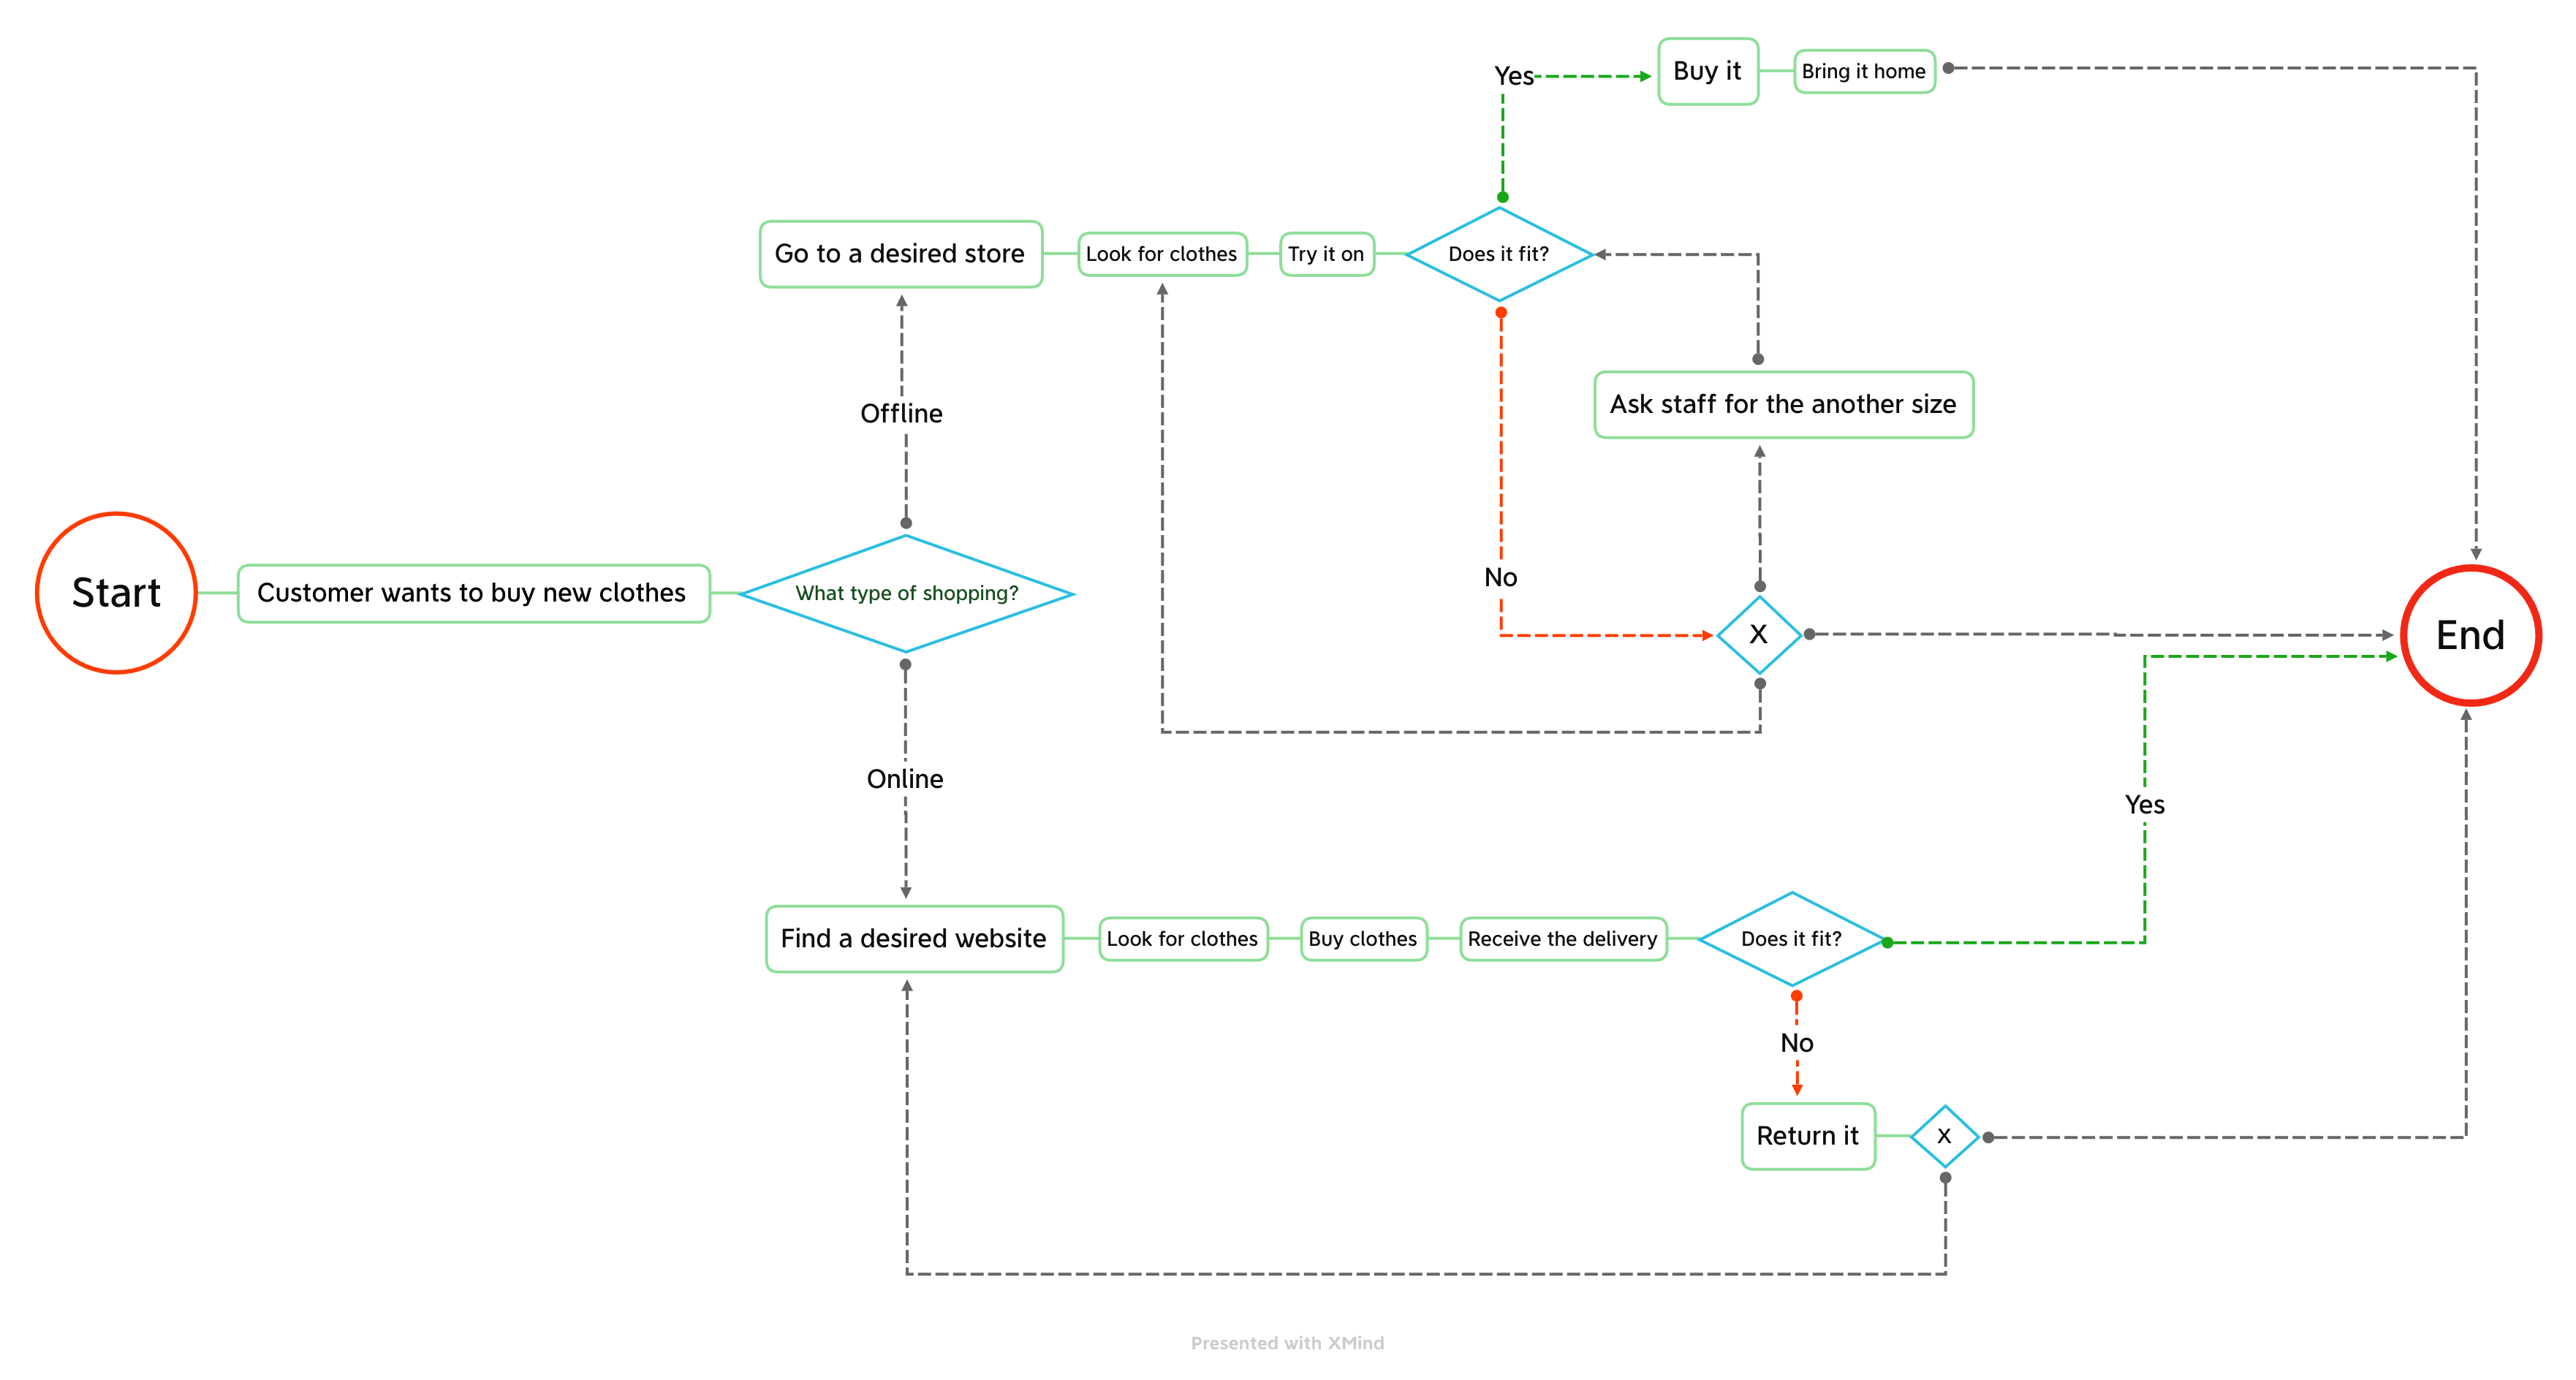 Yes
Buy it
Bring it home
Go to a desired store
Look for clothes
Try it on
Does it fit?
Offline
Ask staff for the another size
No
Start
Customer wants to buy new clothes
What type of shopping?
X
End
Online
Yes
Find a desired website
Look for clothes
Buy clothes
Receive the delivery
Does it fit?
No
Return it
X
Presented with XMind